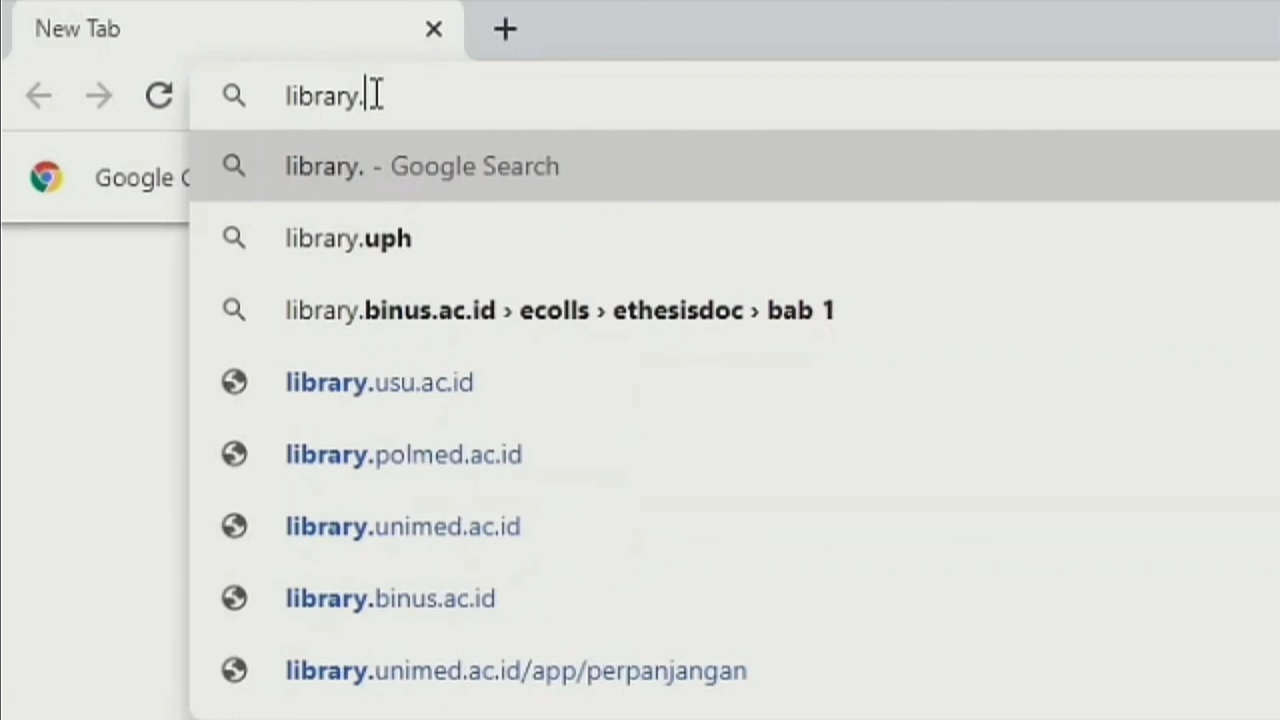 New Tab
library.
Google C
library. - Google Search
library.uph
library.binus.ac.id › ecolls › ethesisdoc › bab 1
library.usu.ac.id
library.polmed.ac.id
library.unimed.ac.id
library.binus.ac.id
library.unimed.ac.id/app/perpanjangan